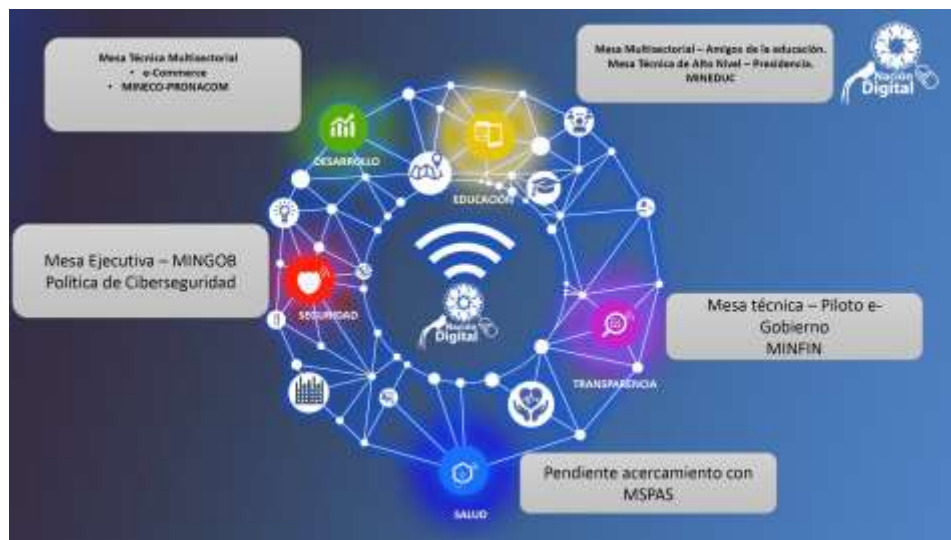 Mesa Técnica Multisectorial
• e-Commerce
• MINECO-PRONACOM
Mesa Multisectorial – Amigos de la educación.
Mesa Técnica de Alto Nivel – Presidencia.
MINEDUC
Nación
Digital
DESARROLLO
EDUCACIÓN
Mesa Ejecutiva – MINGOB
Política de Ciberseguridad
SEGURIDAD
Nación
Digital
Mesa técnica – Piloto e-
Gobierno
MINFIN
TRANSPARENCIA
Pendiente acercamiento con
MSPAS
SALUD